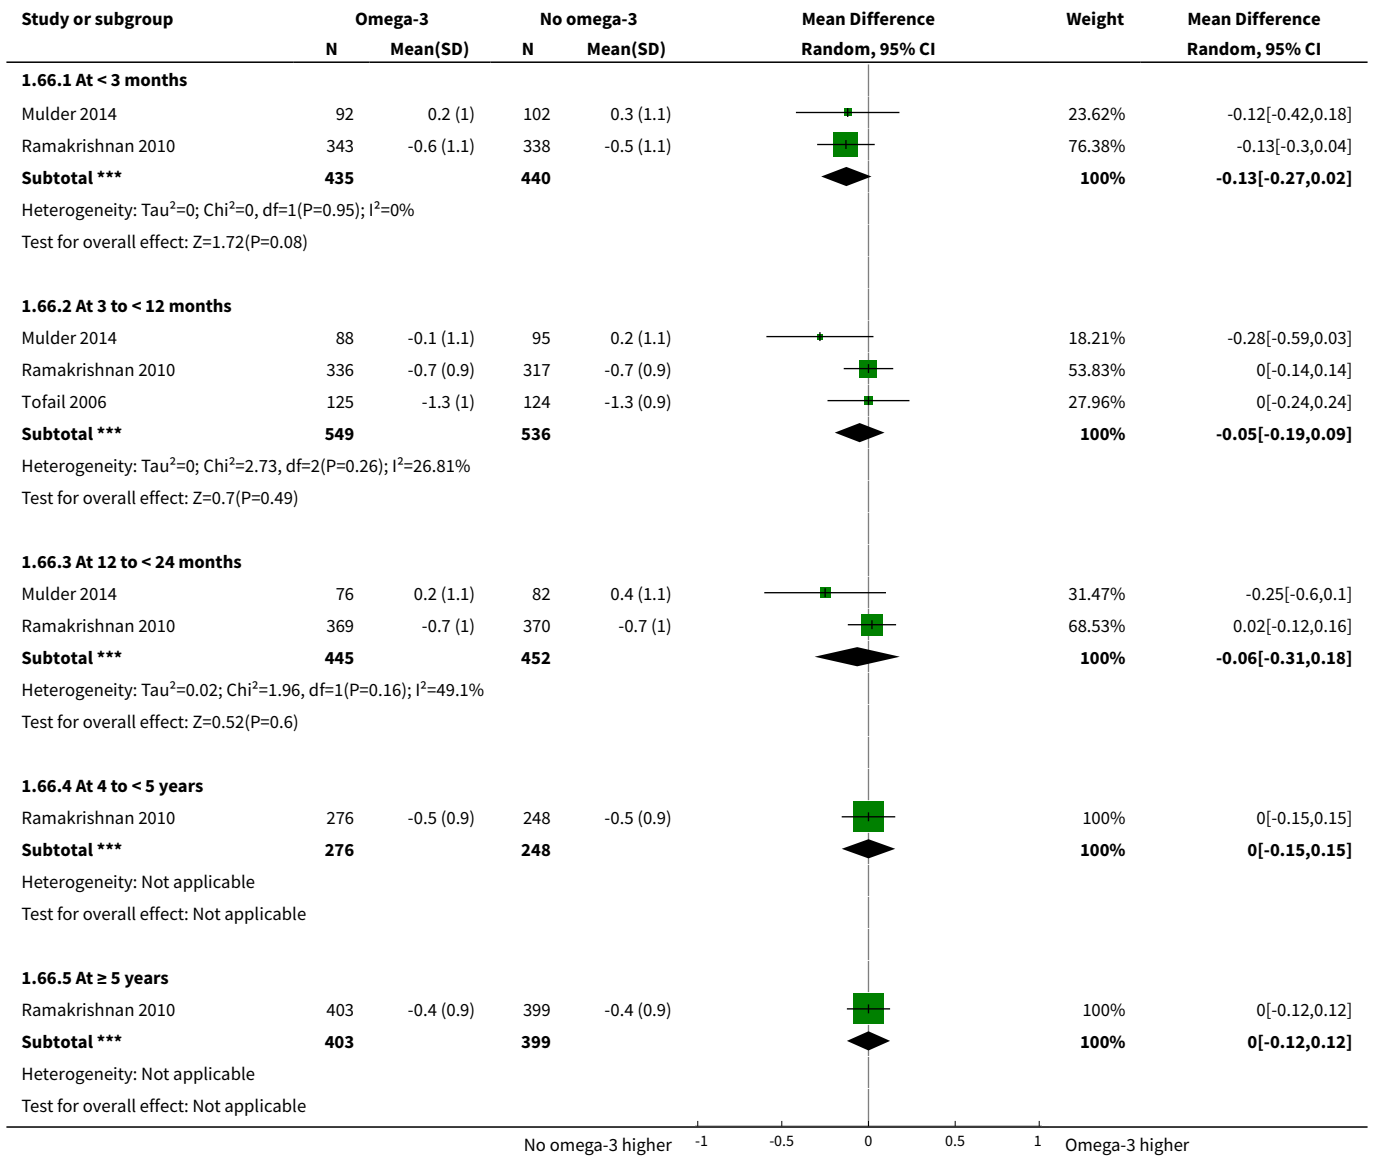 Study or subgroup Omega-3 No omega-3 Mean Difference Weight Mean Difference
N Mean(SD) N Mean(SD) Random, 95% CI Random, 95% CI
1.66.1 At < 3 months
Mulder 2014 92 0.2 (1) 102 0.3 (1.1) 23.62% -0.12[-0.42,0.18]
Ramakrishnan 2010 343 -0.6 (1.1) 338 -0.5 (1.1) 76.38% -0.13[-0.3,0.04]
Subtotal *** 435 440 100% -0.13[-0.27,0.02]
Heterogeneity: Tau²=0; Chi²=0, df=1(P=0.95); I²=0%
Test for overall effect: Z=1.72(P=0.08)
1.66.2 At 3 to < 12 months
Mulder 2014 88 -0.1 (1.1) 95 0.2 (1.1) 18.21% -0.28[-0.59,0.03]
Ramakrishnan 2010 336 -0.7 (0.9) 317 -0.7 (0.9) 53.83% 0[-0.14,0.14]
Tofail 2006 125 -1.3 (1) 124 -1.3 (0.9) 27.96% 0[-0.24,0.24]
Subtotal *** 549 536 100% -0.05[-0.19,0.09]
Heterogeneity: Tau²=0; Chi²=2.73, df=2(P=0.26); I²=26.81%
Test for overall effect: Z=0.7(P=0.49)
1.66.3 At 12 to < 24 months
Mulder 2014 76 0.2 (1.1) 82 0.4 (1.1) 31.47% -0.25[-0.6,0.1]
Ramakrishnan 2010 369 -0.7 (1) 370 -0.7 (1) 68.53% 0.02[-0.12,0.16]
Subtotal *** 445 452 100% -0.06[-0.31,0.18]
Heterogeneity: Tau²=0.02; Chi²=1.96, df=1(P=0.16); I²=49.1%
Test for overall effect: Z=0.52(P=0.6)
1.66.4 At 4 to < 5 years
Ramakrishnan 2010 276 -0.5 (0.9) 248 -0.5 (0.9) 100% 0[-0.15,0.15]
Subtotal *** 276 248 100% 0[-0.15,0.15]
Heterogeneity: Not applicable
Test for overall effect: Not applicable
1.66.5 At ≥ 5 years
Ramakrishnan 2010 403 -0.4 (0.9) 399 -0.4 (0.9) 100% 0[-0.12,0.12]
Subtotal *** 403 399 100% 0[-0.12,0.12]
Heterogeneity: Not applicable
Test for overall effect: Not applicable
No omega-3 higher -1 -0.5 0 0.5 1 Omega-3 higher